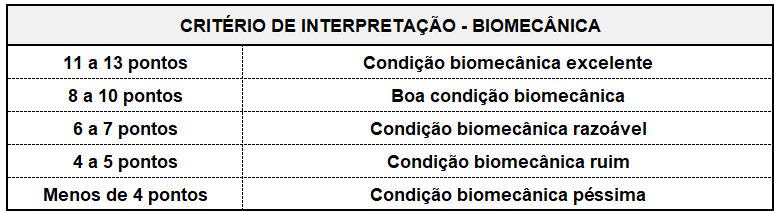 CRITÉRIO DE INTERPRETAÇÃO - BIOMECÂNICA
11 a 13 pontos Condição biomecânica excelente
8 a 10 pontos Boa condição biomecânica
6 a 7 pontos Condição biomecânica razoável
4 a 5 pontos Condição biomecânica ruim
Menos de 4 pontos Condição biomecânica péssima